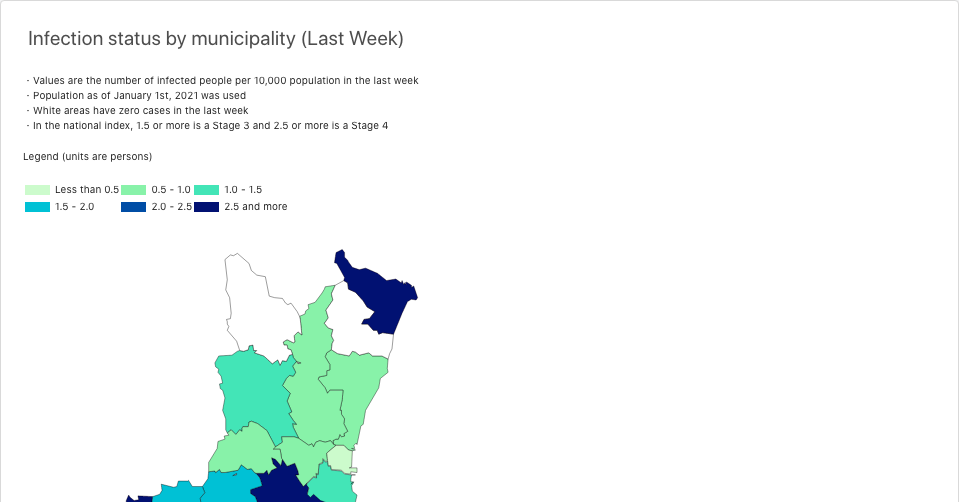 Infection status by municipality (Last Week)
· Values are the number of infected people per 10,000 population in the last week
· Population as of January 1st, 2021 was used
· White areas have zero cases in the last week
· In the national index, 1.5 or more is a Stage 3 and 2.5 or more is a Stage 4
Legend (units are persons)
Less than 0.5 0.5 - 1.0 1.0 - 1.5
1.5 - 2.0 2.0 - 2.5 2.5 and more